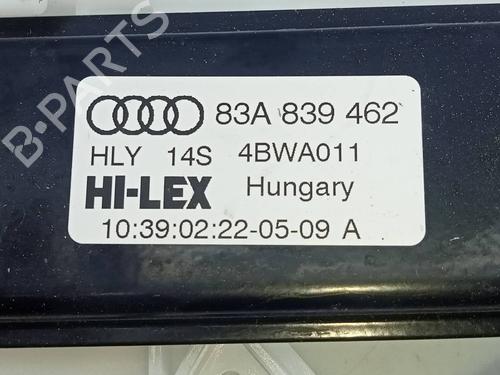 B-PARTS
83A 839 462
HLY 14S 4BWA011
HI-LEX Hungary
10:39:02:22-05-09 A